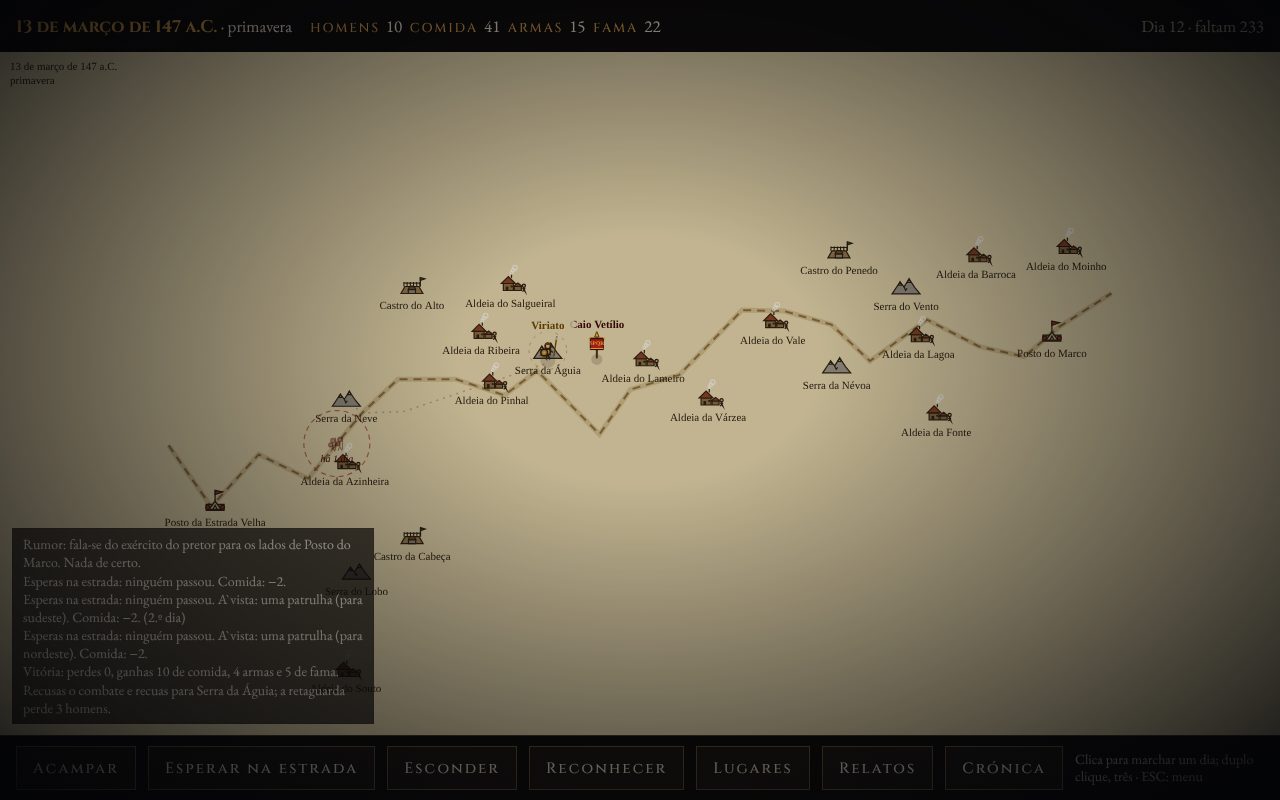 13 DE MARÇO DE 147 A.C. · primavera HOMENS 10 COMIDA 41 ARMAS 15 FAMA 22 Dia 12 · faltam 233
13 de março de 147 a.C.
primavera
Castro do Penedo
Aldeia da Barroca
Aldeia do Moinho
Castro do Alto
Aldeia do Salgueiral
Serra do Vento
Viriato
Caio Vetílio
SPQR
Aldeia da Ribeira
Serra da Águia
Aldeia do Lameiro
Aldeia do Vale
Aldeia da Lagoa
Posto do Marco
Serra da Névoa
Aldeia do Pinhal
Aldeia da Várzea
Aldeia da Fonte
Serra da Neve
há
Aldeia da Azinheira
Posto da Estrada Velha
Castro da Cabeça
Serra do Lobo
Souto
Rumor: fala-se do exército do pretor para os lados de Posto do
Marco. Nada de certo.
Esperas na estrada: ninguém passou. Comida: −2.
Esperas na estrada: ninguém passou. À vista: uma patrulha (para
sudeste). Comida: −2. (2.º dia)
Esperas na estrada: ninguém passou. À vista: uma patrulha (para
nordeste). Comida: −2.
Vitória: perdes 0, ganhas 10 de comida, 4 armas e 5 de fama.
Recusas o combate e recuas para Serra da Águia; a retaguarda
perde 3 homens.
ACAMPAR
ESPERAR NA ESTRADA
ESCONDER
RECONHECER
LUGARES
RELATOS
CRÓNICA
Clica para marchar um dia; duplo
clique, três · ESC: menu